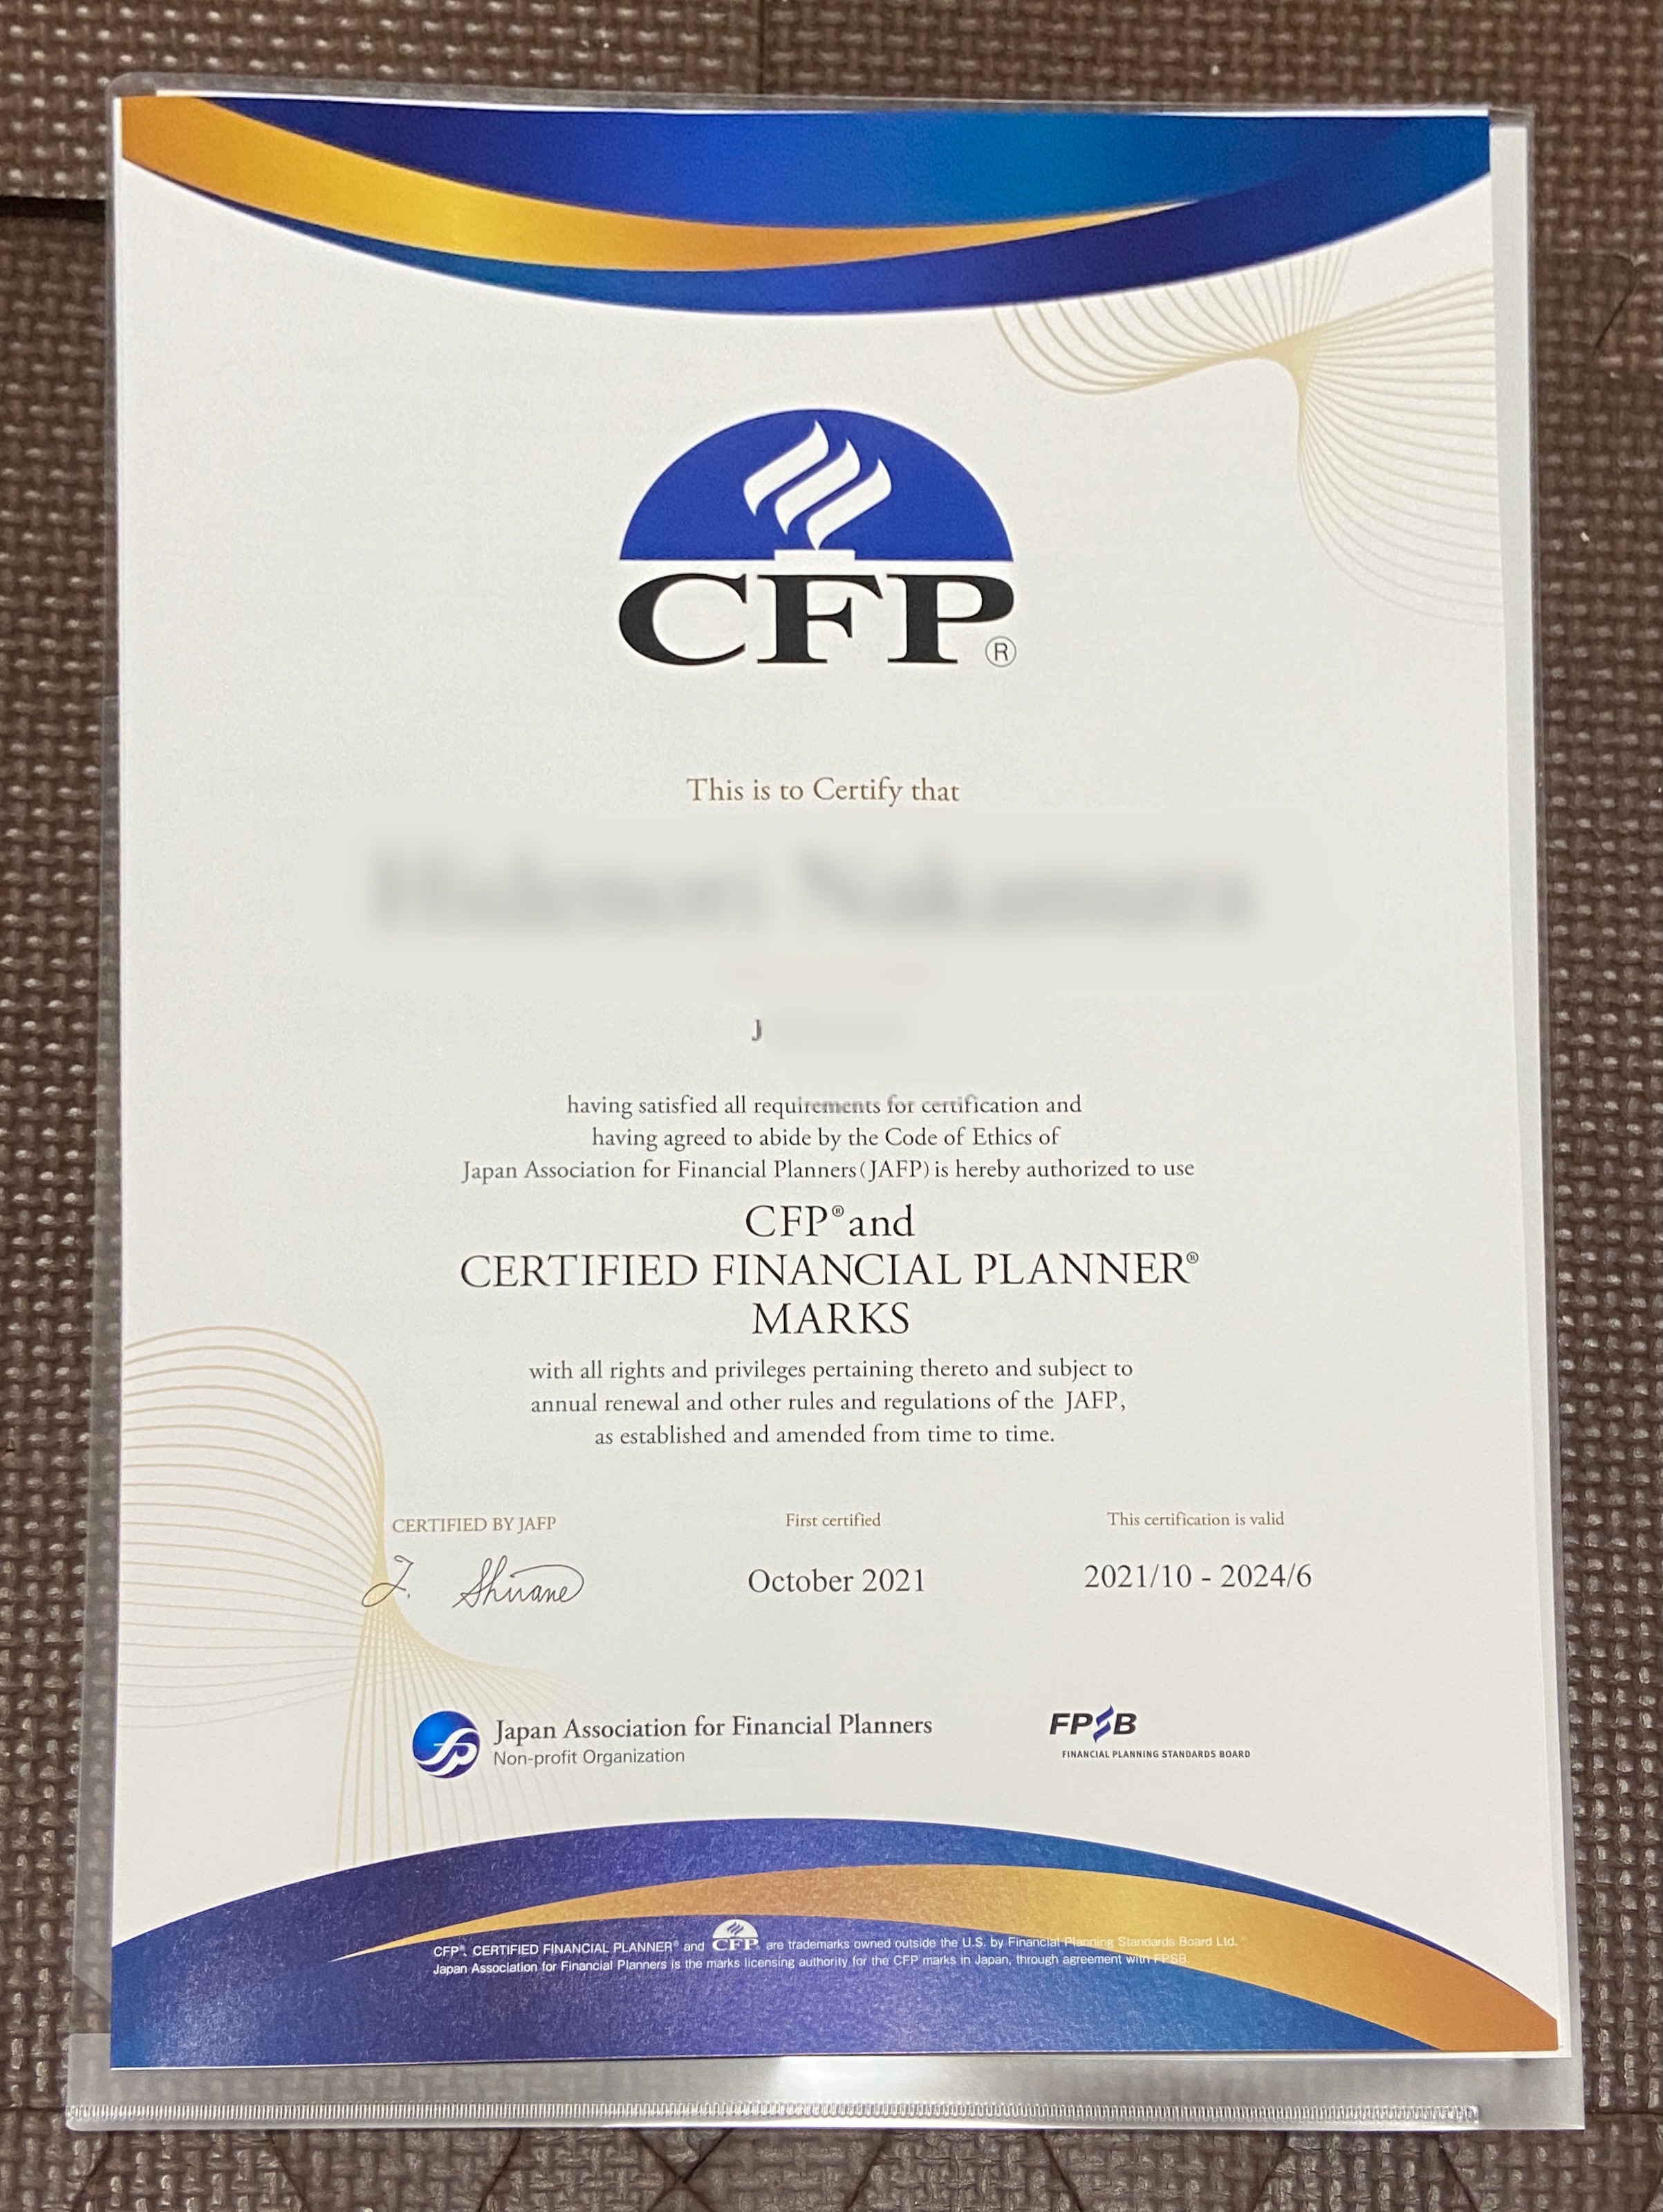 CFP®
This is to Certify that
J
having satisfied all requirements for certification and
having agreed to abide by the Code of Ethics of
Japan Association for Financial Planners(JAFP) is hereby authorized to use
CFP® and
CERTIFIED FINANCIAL PLANNER®
MARKS
with all rights and privileges pertaining thereto and subject to
annual renewal and other rules and regulations of the JAFP,
as established and amended from time to time.
CERTIFIED BY JAFP
First certified
This certification is valid
J. Shirane
October 2021
2021/10 - 2024/6
Japan Association for Financial Planners
Non-profit Organization
FPSB
FINANCIAL PLANNING STANDARDS BOARD
CFP®, CERTIFIED FINANCIAL PLANNER® and CFP are trademarks owned outside the U.S. by Financial Planning Standards Board Ltd.
Japan Association for Financial Planners is the marks licensing authority for the CFP marks in Japan, through agreement with FPSB.